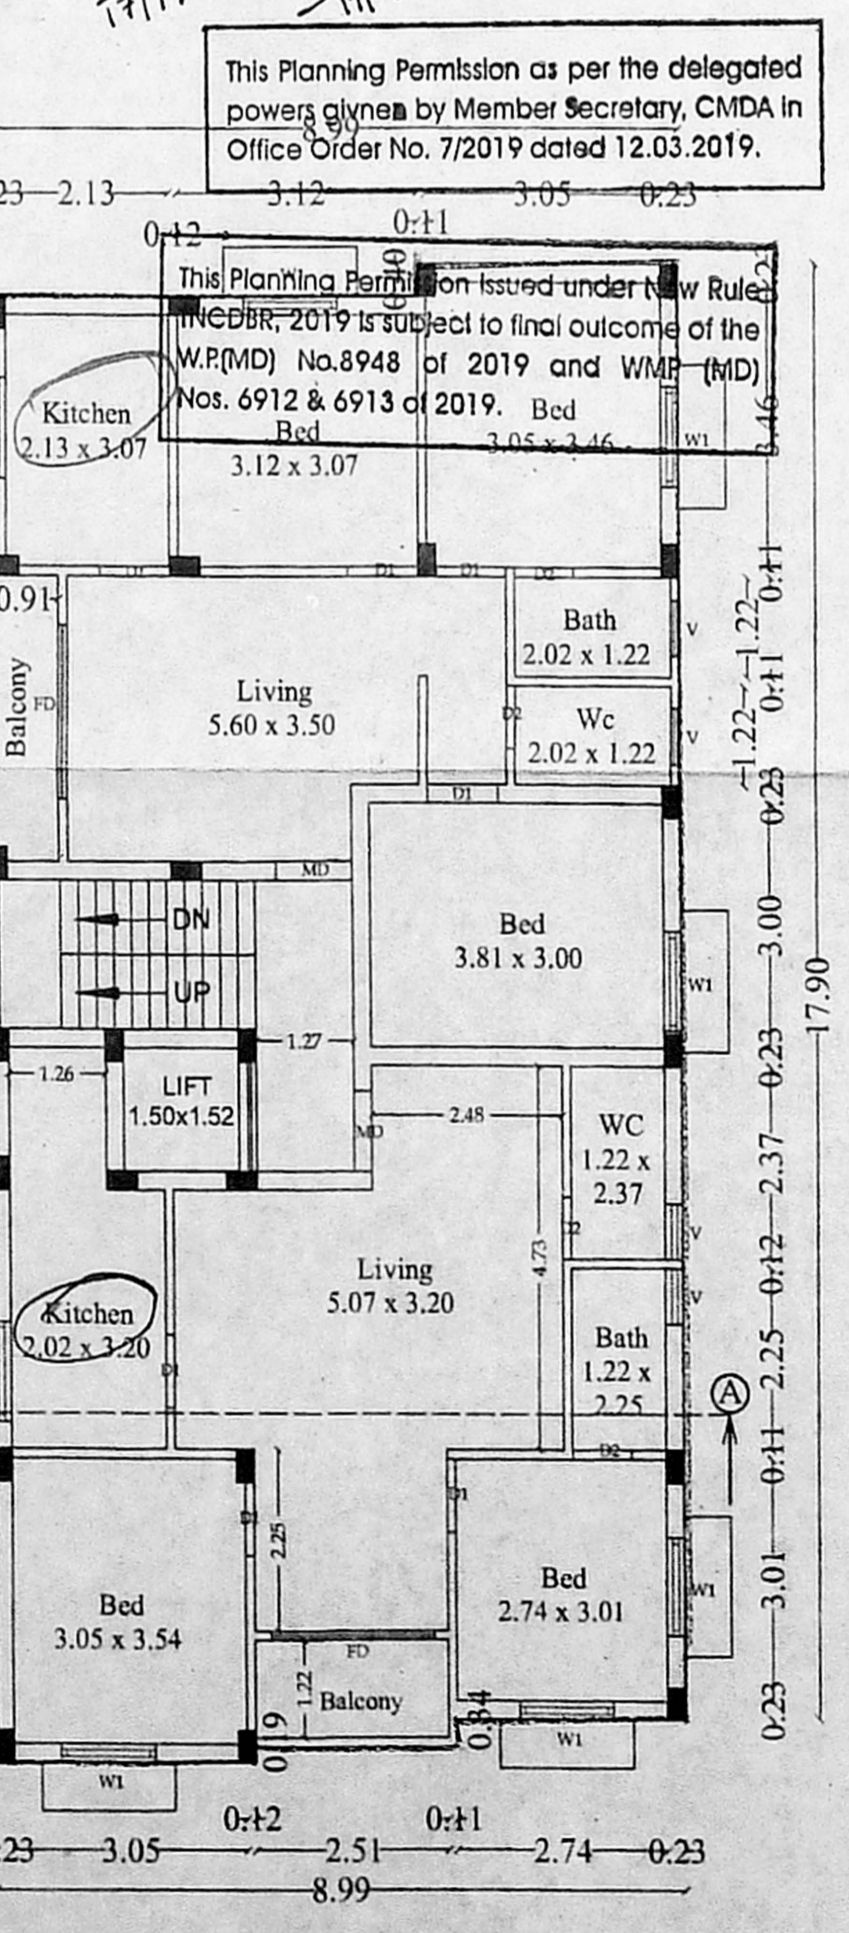 This Planning Permission as per the delegated
powers givnen by Member Secretary, CMDA in
Office Order No. 7/2019 dated 12.03.2019.
8.99
23 2.13 3.12 3.05 0.23
0.12 0.11
This Planning Permission issued under New Rule
TNCDBR, 2019 is subject to final outcome of the
W.P.(MD) No.8948 of 2019 and WMP (MD)
Nos. 6912 & 6913 of 2019.
Kitchen
2.13 x 3.07
Bed
3.12 x 3.07
Bed
3.05 x 3.46
W1
3.46
D1 D1 D1 D2
0.11
0.91
Balcony
FD
Living
5.60 x 3.50
Bath
2.02 x 1.22
V
1.22
0.11
D2
Wc
2.02 x 1.22
V
1.22
0.23
D1
MD
DN
UP
Bed
3.81 x 3.00
W1
3.00
17.90
0.23
1.26
LIFT
1.50x1.52
1.27
MD
2.48
WC
1.22 x
2.37
2.37
D2
V
0.12
4.73
Living
5.07 x 3.20
V
Kitchen
2.02 x 3.20
D1
Bath
1.22 x
2.25
2.25
A
D2
0.11
D1
D1
2.25
Bed
3.05 x 3.54
Bed
2.74 x 3.01
W1
3.01
FD
1.22
Balcony
0.19
0.34
0.23
W1
W1
0.12 0.11
23 3.05 2.51 2.74 0.23
8.99